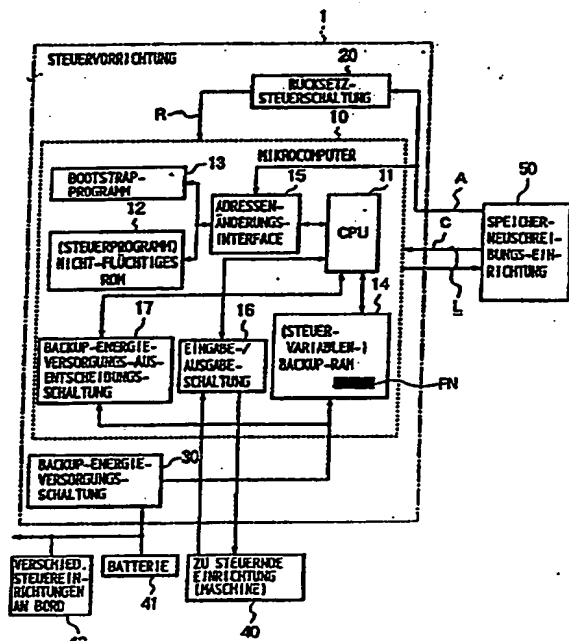 1
STEUERVORRICHTUNG
20
RÜCKSETZ-
STEUERSCHALTUNG
R
10
MIKROCOMPUTER
13
BOOTSTRAP-
PROGRAMM
15
ADRESSEN-
ÄNDERUNGS-
INTERFACE
11
CPU
A
50
SPEICHER-
NEUSCHREI-
BUNGS-EIN-
RICHTUNG
C
L
12
(STEUERPROGRAMM)
NICHT-FLÜCHTIGES
ROM
17
BACKUP-ENERGIE-
VERSORGUNGS-AUS-
ENTSCHEIDUNGS-
SCHALTUNG
16
EINGABE-/
AUSGABE-
SCHALTUNG
14
(STEUER-
VARIABLEN-)
BACKUP-RAM
FN
30
BACKUP-ENERGIE-
VERSORGUNGS-
SCHALTUNG
VERSCHIED.
STEUEREIN-
RICHTUNGEN
AN BORD
42
BATTERIE
41
ZU STEUERNDE
EINRICHTUNG
(MASCHINE)
40